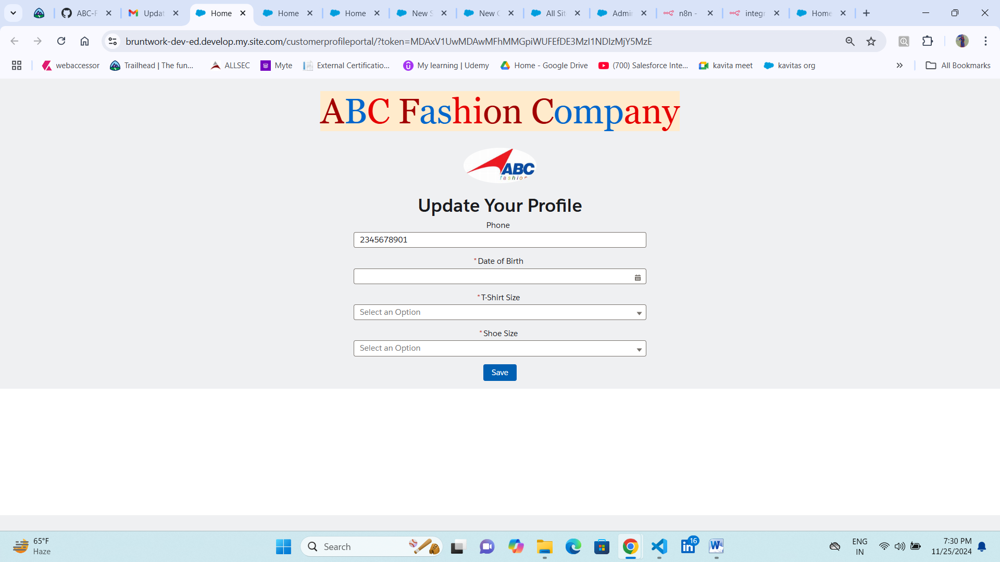 ABC-F
Updat
Home
Home
Home
New S
New C
All Sit
Admin
n8n -
integr
Home
bruntwork-dev-ed.develop.my.site.com/customerprofileportal/?token=MDAxV1UwMDAwMFhMMGpiWUFEfDE3MzI1NDIzMjY5MzE
webaccessor
Trailhead | The fun...
ALLSEC
Myte
External Certificatio...
My learning | Udemy
Home - Google Drive
(700) Salesforce Inte...
kavita meet
kavitas org
All Bookmarks
ABC Fashion Company
ABC
fashion
Update Your Profile
Phone
2345678901
*Date of Birth
*T-Shirt Size
Select an Option
*Shoe Size
Select an Option
Save
65°F
Haze
Search
16
ENG
IN
7:30 PM
11/25/2024